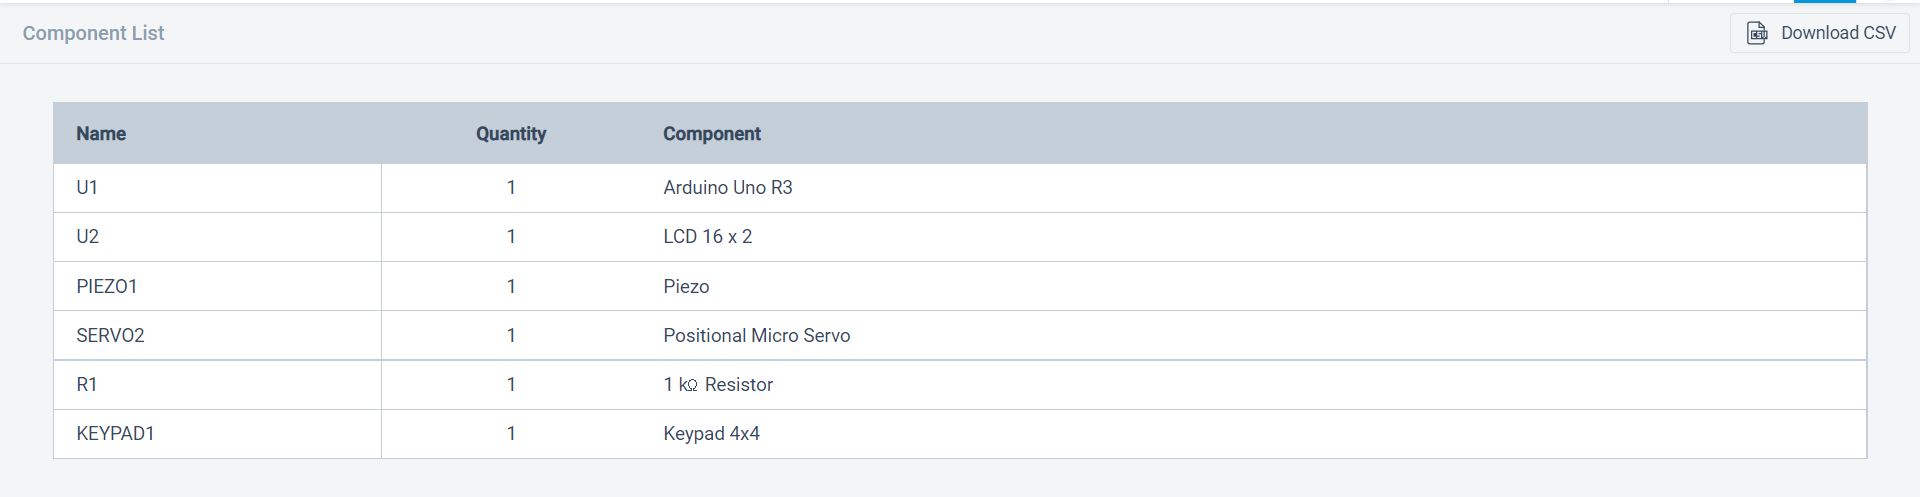 Component List
Download CSV
Name Quantity Component
U1 1 Arduino Uno R3
U2 1 LCD 16 x 2
PIEZO1 1 Piezo
SERVO2 1 Positional Micro Servo
R1 1 1 kΩ Resistor
KEYPAD1 1 Keypad 4x4